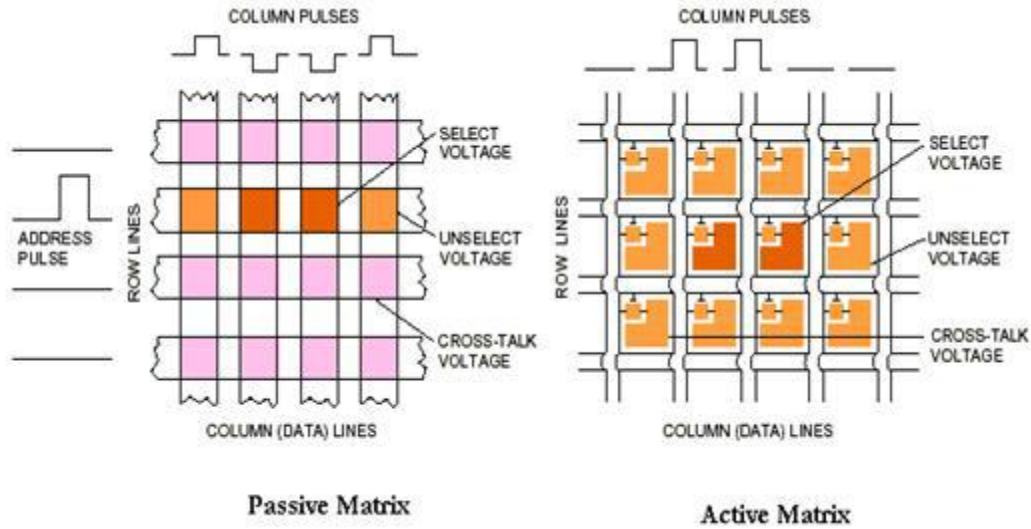 COLUMN PULSES
SELECT
VOLTAGE
ADDRESS
PULSE
ROW LINES
UNSELECT
VOLTAGE
CROSS-TALK
VOLTAGE
COLUMN (DATA) LINES
Passive Matrix
COLUMN PULSES
SELECT
VOLTAGE
ROW LINES
UNSELECT
VOLTAGE
CROSS-TALK
VOLTAGE
COLUMN (DATA) LINES
Active Matrix